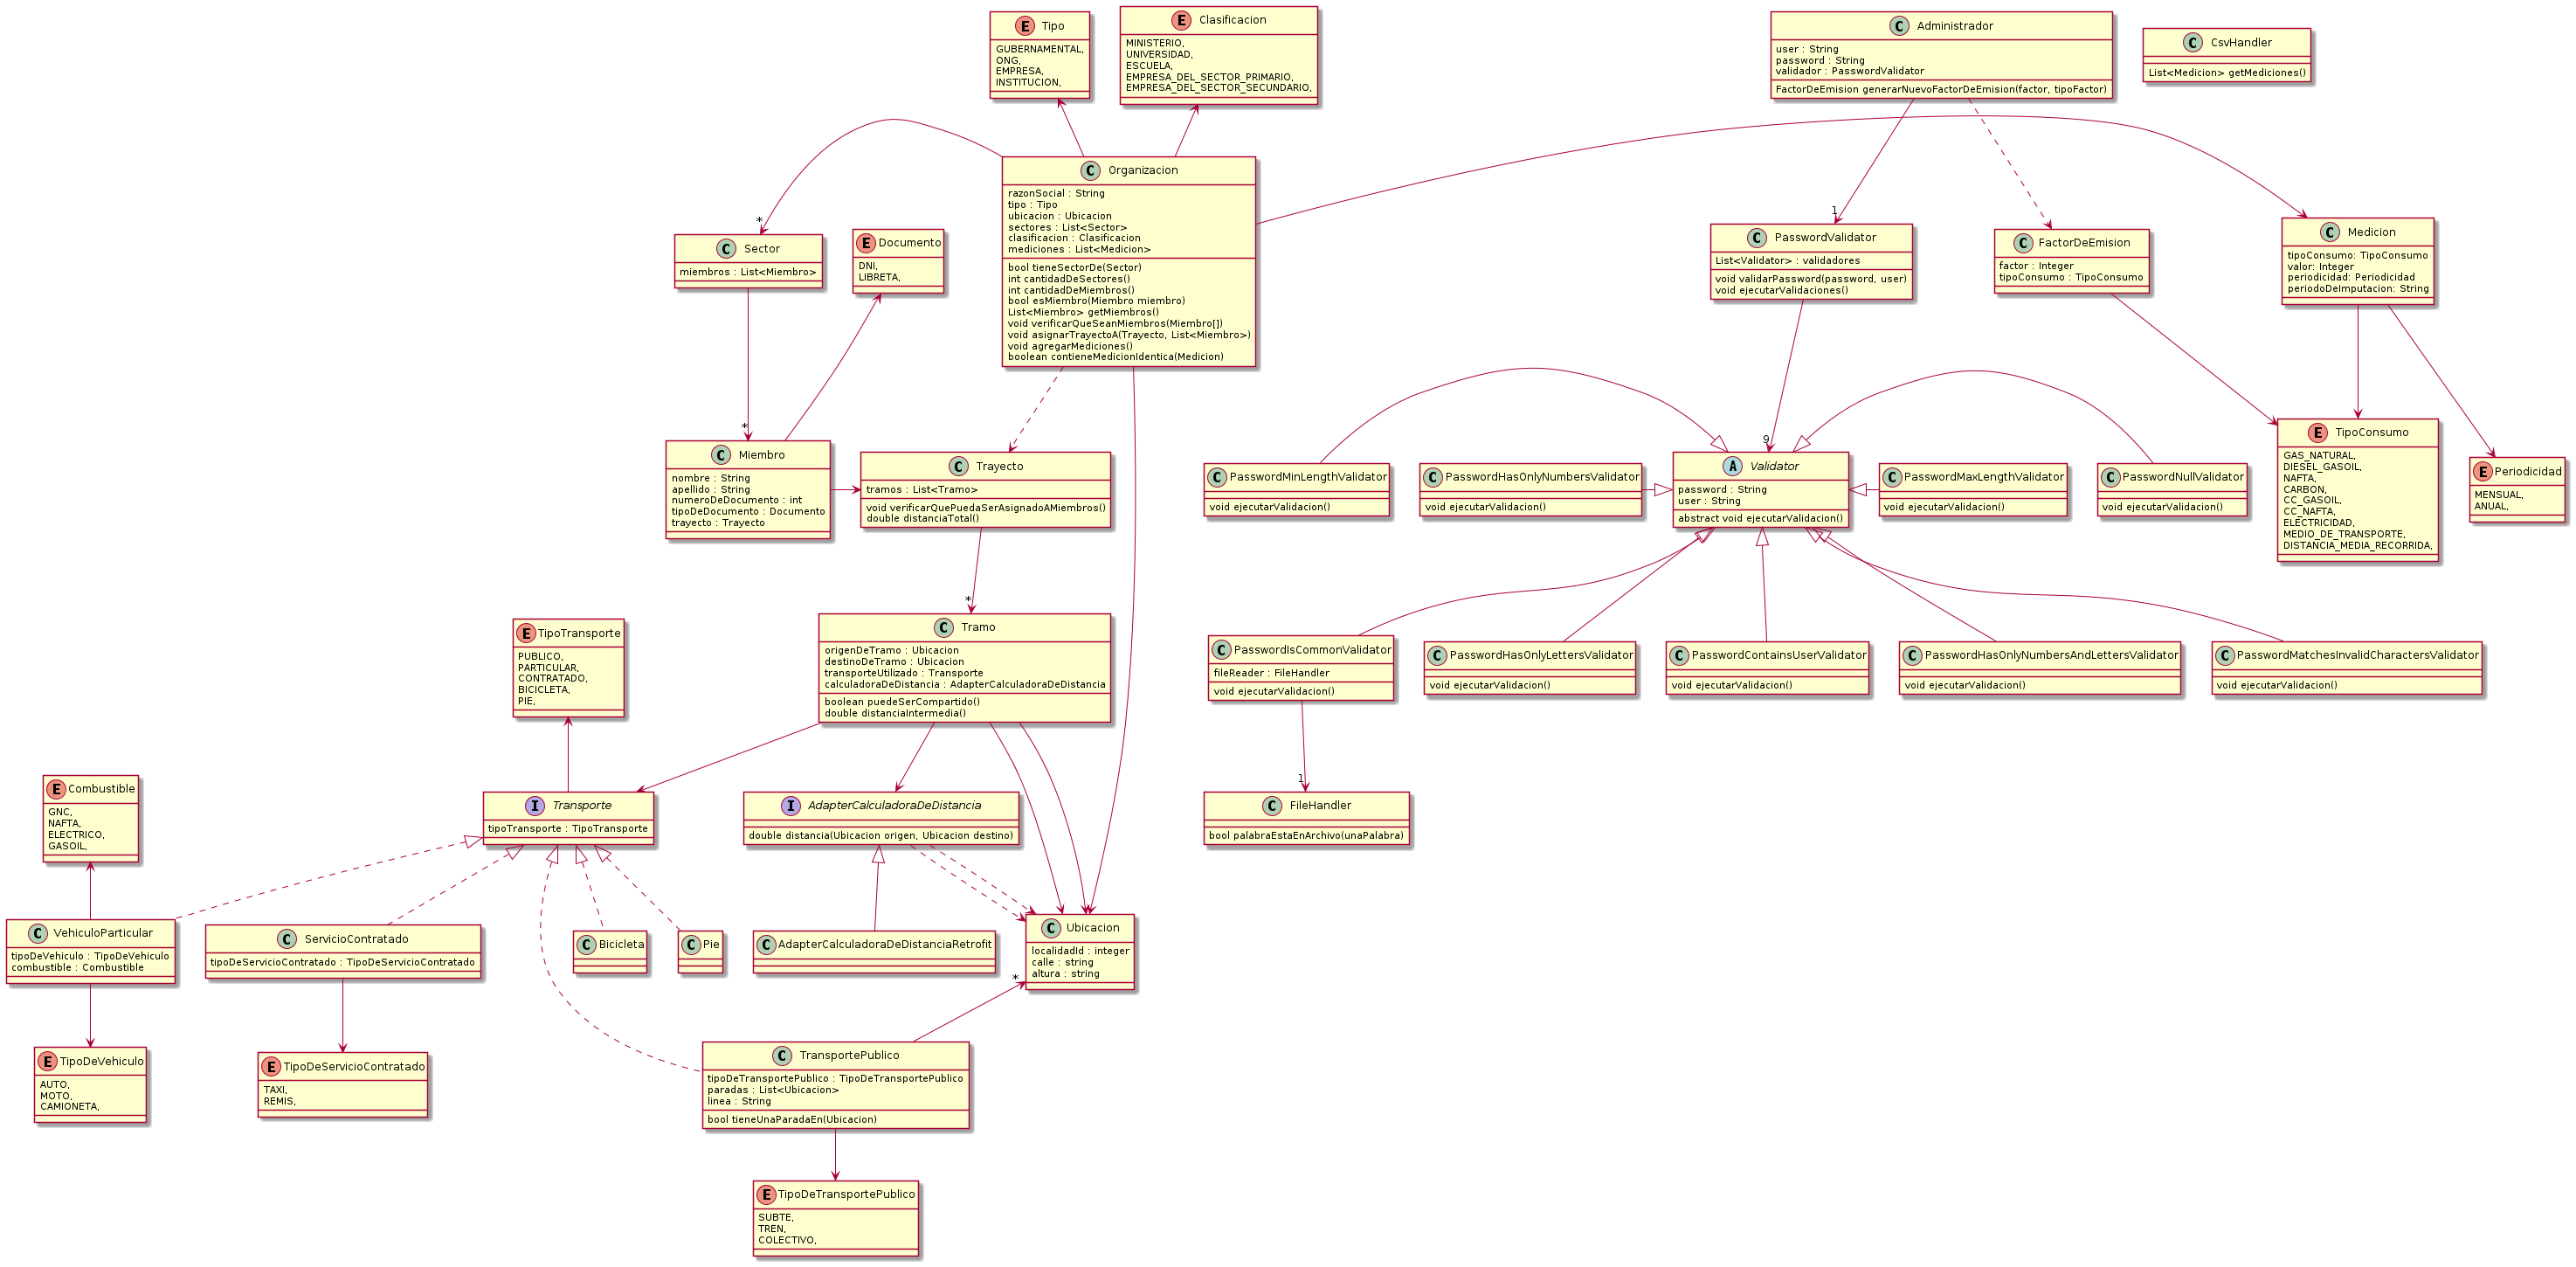 E Tipo
GUBERNAMENTAL,
ONG,
EMPRESA,
INSTITUCION,
E Clasificacion
MINISTERIO,
UNIVERSIDAD,
ESCUELA,
EMPRESA_DEL_SECTOR_PRIMARIO,
EMPRESA_DEL_SECTOR_SECUNDARIO,
C Administrador
user : String
password : String
validador : PasswordValidator
FactorDeEmision generarNuevoFactorDeEmision(factor, tipoFactor)
C CsvHandler
List<Medicion> getMediciones()
C Organizacion
razonSocial : String
tipo : Tipo
ubicacion : Ubicacion
sectores : List<Sector>
clasificacion : Clasificacion
mediciones : List<Medicion>
bool tieneSectorDe(Sector)
int cantidadDeSectores()
int cantidadDeMiembros()
bool esMiembro(Miembro miembro)
List<Miembro> getMiembros()
void verificarQueSeanMiembros(Miembro[])
void asignarTrayectoA(Trayecto, List<Miembro>)
void agregarMediciones()
boolean contieneMedicionIdentica(Medicion)
*
C Sector
miembros : List<Miembro>
E Documento
DNI,
LIBRETA,
1
C PasswordValidator
List<Validator> : validadores
void validarPassword(password, user)
void ejecutarValidaciones()
C FactorDeEmision
factor : Integer
tipoConsumo : TipoConsumo
C Medicion
tipoConsumo: TipoConsumo
valor: Integer
periodicidad: Periodicidad
periodoDeImputacion: String
*
C Miembro
nombre : String
apellido : String
numeroDeDocumento : int
tipoDeDocumento : Documento
trayecto : Trayecto
C Trayecto
tramos : List<Tramo>
void verificarQuePuedaSerAsignadoAMiembros()
double distanciaTotal()
C PasswordMinLengthValidator
void ejecutarValidacion()
C PasswordHasOnlyNumbersValidator
void ejecutarValidacion()
9
A Validator
password : String
user : String
abstract void ejecutarValidacion()
C PasswordMaxLengthValidator
void ejecutarValidacion()
C PasswordNullValidator
void ejecutarValidacion()
E TipoConsumo
GAS_NATURAL,
DIESEL_GASOIL,
NAFTA,
CARBON,
CC_GASOIL,
CC_NAFTA,
ELECTRICIDAD,
MEDIO_DE_TRANSPORTE,
DISTANCIA_MEDIA_RECORRIDA,
E Periodicidad
MENSUAL,
ANUAL,
E TipoTransporte
PUBLICO,
PARTICULAR,
CONTRATADO,
BICICLETA,
PIE,
*
C Tramo
origenDeTramo : Ubicacion
destinoDeTramo : Ubicacion
transporteUtilizado : Transporte
calculadoraDeDistancia : AdapterCalculadoraDeDistancia
boolean puedeSerCompartido()
double distanciaIntermedia()
C PasswordIsCommonValidator
fileReader : FileHandler
void ejecutarValidacion()
C PasswordHasOnlyLettersValidator
void ejecutarValidacion()
C PasswordContainsUserValidator
void ejecutarValidacion()
C PasswordHasOnlyNumbersAndLettersValidator
void ejecutarValidacion()
C PasswordMatchesInvalidCharactersValidator
void ejecutarValidacion()
E Combustible
GNC,
NAFTA,
ELECTRICO,
GASOIL,
I Transporte
tipoTransporte : TipoTransporte
I AdapterCalculadoraDeDistancia
double distancia(Ubicacion origen, Ubicacion destino)
1
C FileHandler
bool palabraEstaEnArchivo(unaPalabra)
C VehiculoParticular
tipoDeVehiculo : TipoDeVehiculo
combustible : Combustible
C ServicioContratado
tipoDeServicioContratado : TipoDeServicioContratado
C Bicicleta
C Pie
C AdapterCalculadoraDeDistanciaRetrofit
C Ubicacion
localidadId : integer
calle : string
altura : string
*
E TipoDeVehiculo
AUTO,
MOTO,
CAMIONETA,
E TipoDeServicioContratado
TAXI,
REMIS,
C TransportePublico
tipoDeTransportePublico : TipoDeTransportePublico
paradas : List<Ubicacion>
linea : String
bool tieneUnaParadaEn(Ubicacion)
E TipoDeTransportePublico
SUBTE,
TREN,
COLECTIVO,